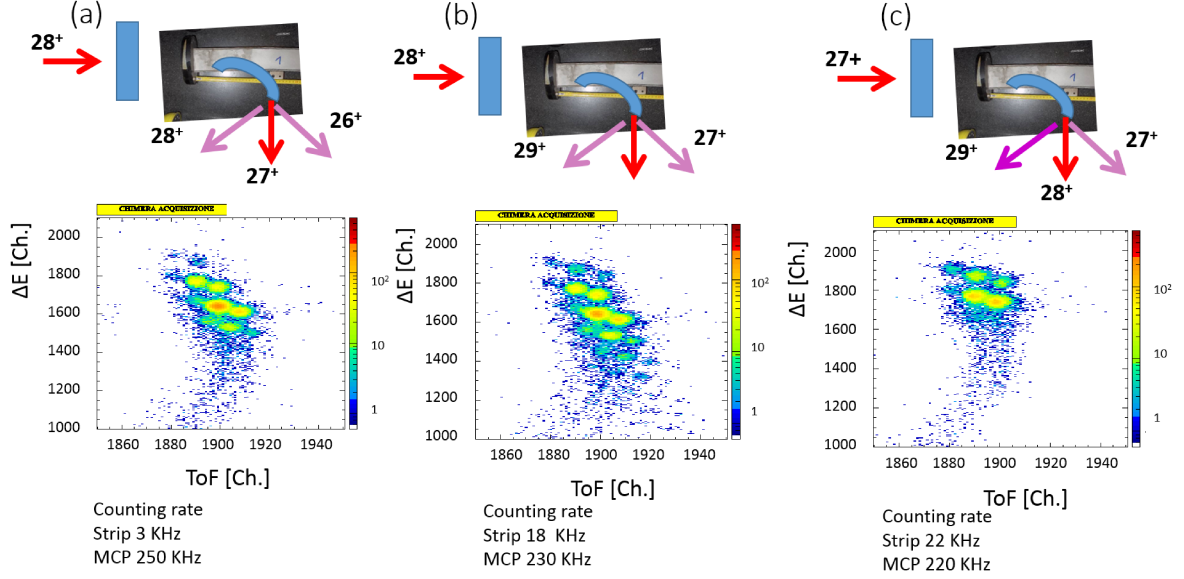 (a)
28+
28+
26+
27+
CHIMERA ACQUISIZIONE
ΔE [Ch.]
2000
1800
1600
1400
1200
1000
10²
10
1
1860 1880 1900 1920 1940
ToF [Ch.]
Counting rate
Strip 3 KHz
MCP 250 KHz
(b)
28+
1
29+
27+
CHIMERA ACQUISIZIONE
ΔE [Ch.]
2000
1800
1600
1400
1200
1000
10²
10
1
1860 1880 1900 1920 1940
ToF [Ch.]
Counting rate
Strip 18 KHz
MCP 230 KHz
(c)
27+
1
29+
27+
28+
CHIMERA ACQUISIZIONE
ΔE [Ch.]
2000
1800
1600
1400
1200
1000
10²
10
1
1860 1880 1900 1920 1940
ToF [Ch.]
Counting rate
Strip 22 KHz
MCP 220 KHz